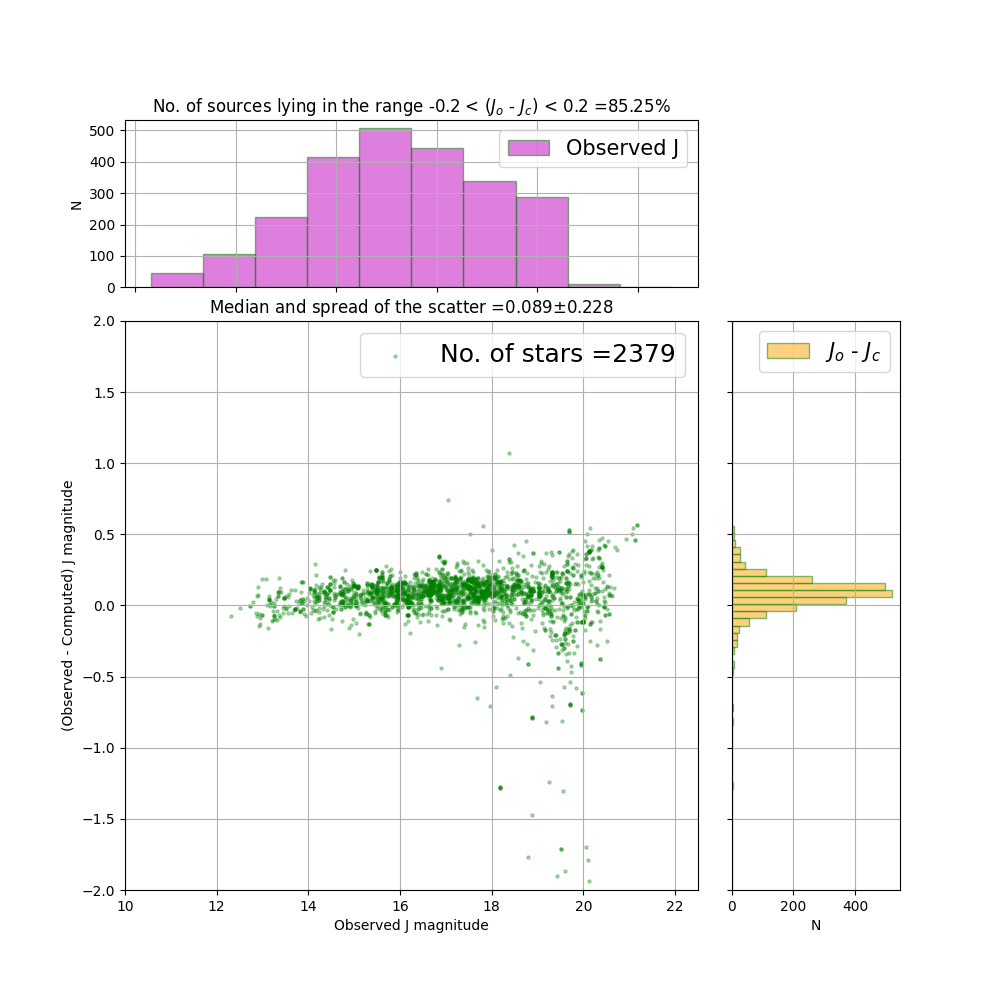 No. of sources lying in the range -0.2 < (J_o - J_c) < 0.2 =85.25%
500
400
300
200
100
0
N
Observed J
Median and spread of the scatter =0.089±0.228
2.0
1.5
1.0
0.5
0.0
−0.5
−1.0
−1.5
−2.0
(Observed - Computed) J magnitude
No. of stars =2379
10 12 14 16 18 20 22
Observed J magnitude
J_o - J_c
0 200 400
N